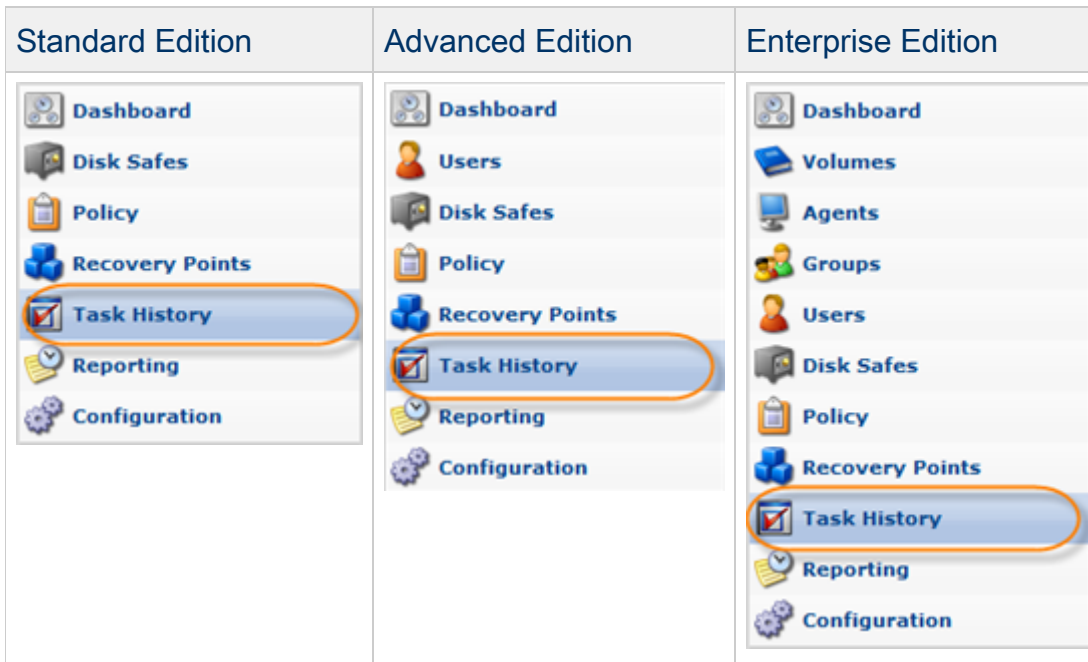 Standard Edition
Advanced Edition
Enterprise Edition
Dashboard
Disk Safes
Policy
Recovery Points
Task History
Reporting
Configuration
Dashboard
Users
Disk Safes
Policy
Recovery Points
Task History
Reporting
Configuration
Dashboard
Volumes
Agents
Groups
Users
Disk Safes
Policy
Recovery Points
Task History
Reporting
Configuration